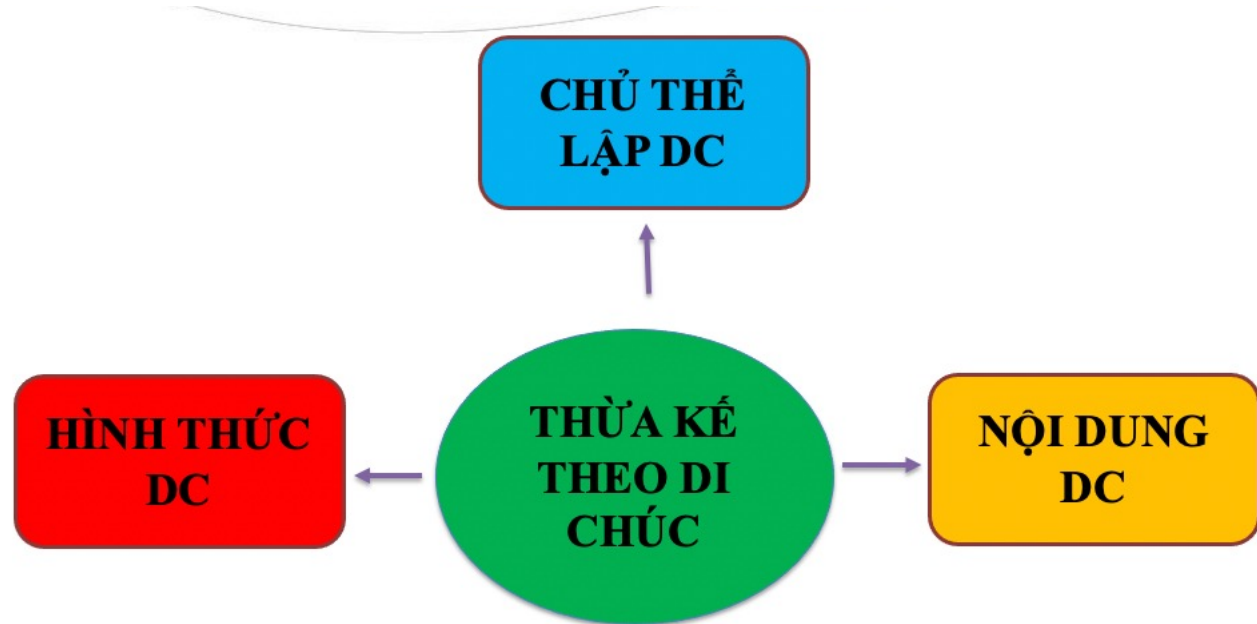 CHỦ THỂ
LẬP DC
HÌNH THỨC
DC
THỪA KẾ
THEO DI
CHÚC
NỘI DUNG
DC